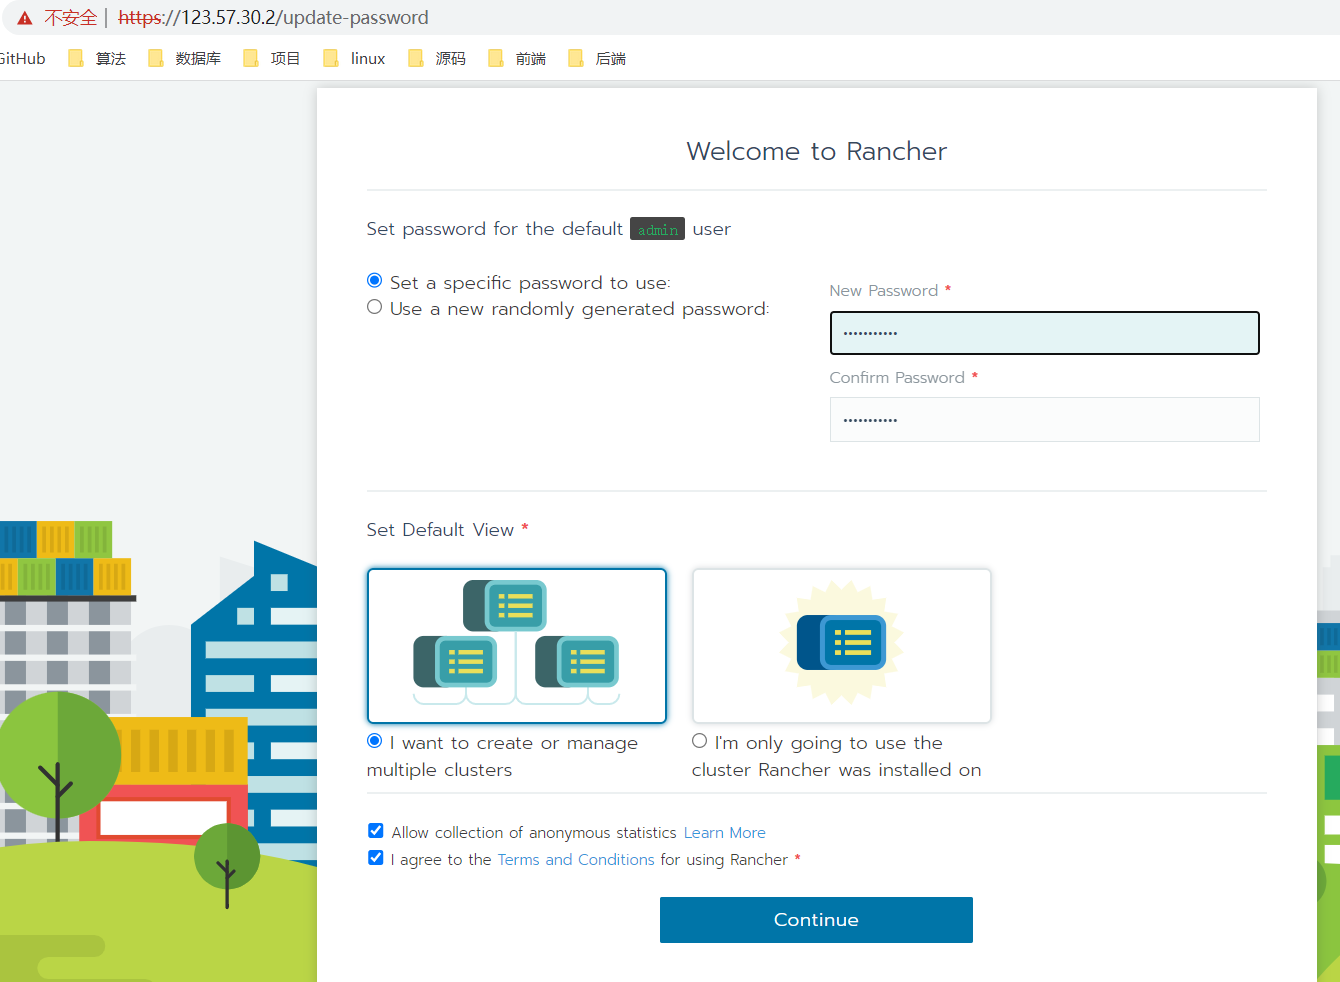 不安全 | https://123.57.30.2/update-password
GitHub 算法 数据库 项目 linux 源码 前端 后端
Welcome to Rancher
Set password for the default admin user
Set a specific password to use:
Use a new randomly generated password:
New Password *
•••••••••••
Confirm Password *
•••••••••••
Set Default View *
I want to create or manage
multiple clusters
I'm only going to use the
cluster Rancher was installed on
Allow collection of anonymous statistics Learn More
I agree to the Terms and Conditions for using Rancher *
Continue